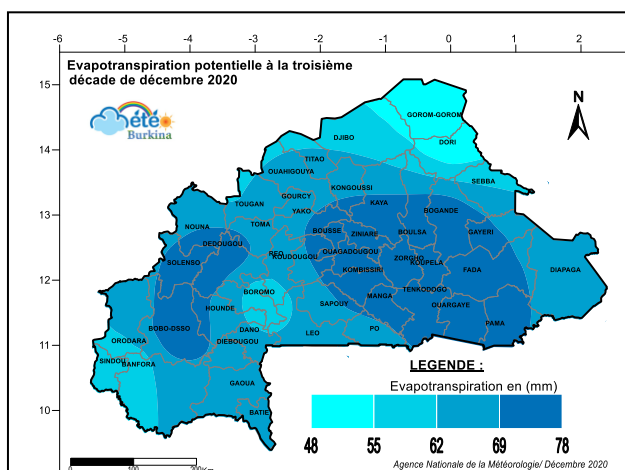 -6 -5 -4 -3 -2 -1 0 1 2
Evapotranspiration potentielle à la troisième
décade de décembre 2020
15
14
13
12
11
10
été
Burkina
N
GOROM-GOROM
DJIBO
DORI
TITAO
OUAHIGOUYA
SEBBA
KONGOUSSI
GOURCY
TOUGAN
KAYA
YAKO
BOGANDE
NOUNA
TOMA
BOUSSE
ZINIARE
BOULSA
GAYERI
DEDOUGOU
REO
OUAGADOUGOU
KOUDOUGOU
ZORGHO
SOLENSO
KOUPELA
KOMBISSIRI
FADA
DIAPAGA
TENKODOGO
BOROMO
MANGA
SAPOUY
OUARGAYE
HOUNDE
BOBO-DSSO
DANO
PO
PAMA
LEO
ORODARA
DIEBOUGOU
SINDOU
BANFORA
GAOUA
BATIE
LEGENDE :
Evapotranspiration en (mm)
48 55 62 69 78
0 100 200Km
Agence Nationale de la Météorologie/ Décembre 2020